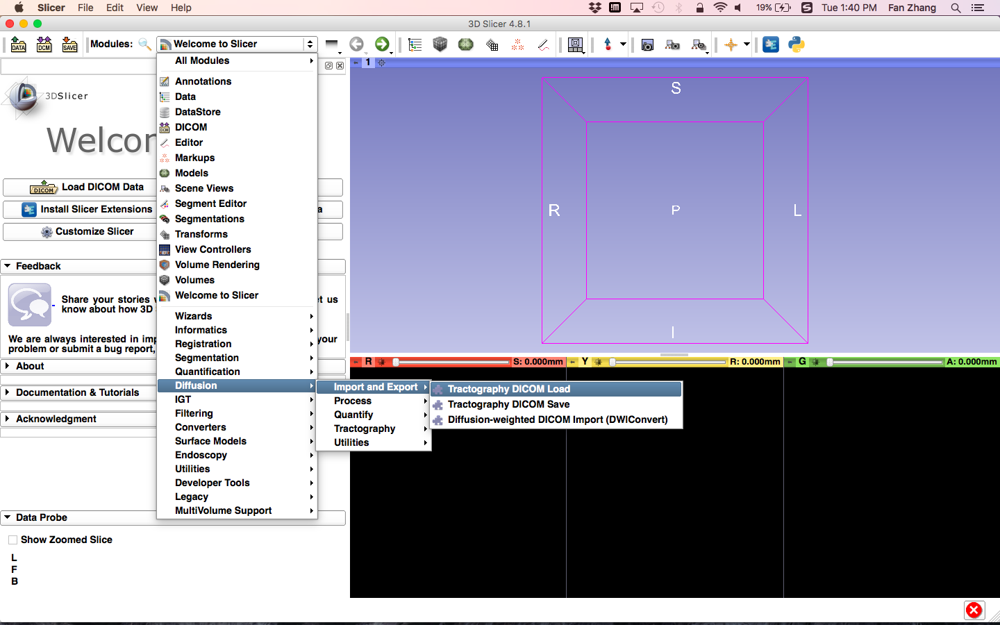 Slicer File Edit View Help 19% Tue 1:40 PM Fan Zhang
3D Slicer 4.8.1
DATA DCM SAVE Modules: Welcome to Slicer
All Modules
Annotations
Data
DataStore
DICOM
Editor
Markups
Models
Scene Views
Segment Editor
Segmentations
Transforms
View Controllers
Volume Rendering
Volumes
Welcome to Slicer
Wizards
Informatics
Registration
Segmentation
Quantification
Diffusion
IGT
Filtering
Converters
Surface Models
Endoscopy
Utilities
Developer Tools
Legacy
MultiVolume Support
Import and Export
Process
Quantify
Tractography
Utilities
Tractography DICOM Load
Tractography DICOM Save
Diffusion-weighted DICOM Import (DWIConvert)
3DSlicer
Welcom
DICOM Load DICOM Data
Install Slicer Extensions a
Customize Slicer
Feedback
Share your stories et us
know about how 3D
We are always interested in imp your
problem or submit a bug report,
About
Documentation & Tutorials
Acknowledgment
Data Probe
Show Zoomed Slice
L
F
B
1
S
R P L
I
R S: 0.000mm Y R: 0.000mm G A: 0.000mm